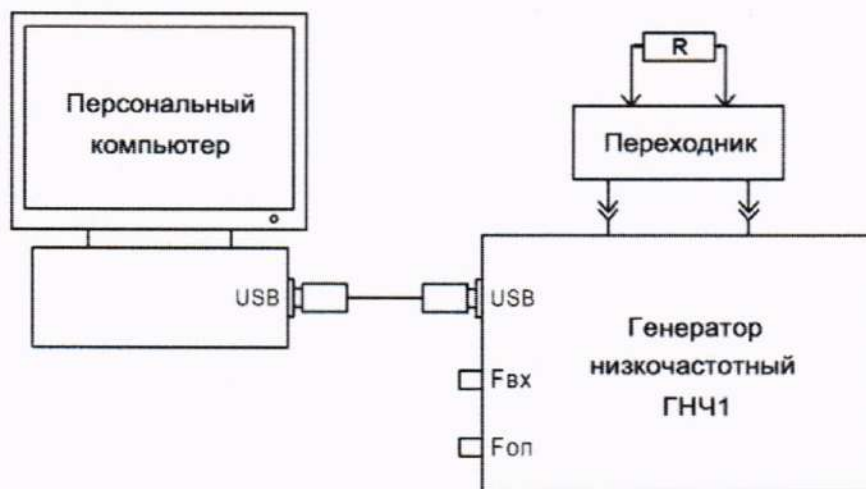 Персональный
компьютер
USB
R
Переходник
USB
Fвх
Fоп
Генератор
низкочастотный
ГНЧ1